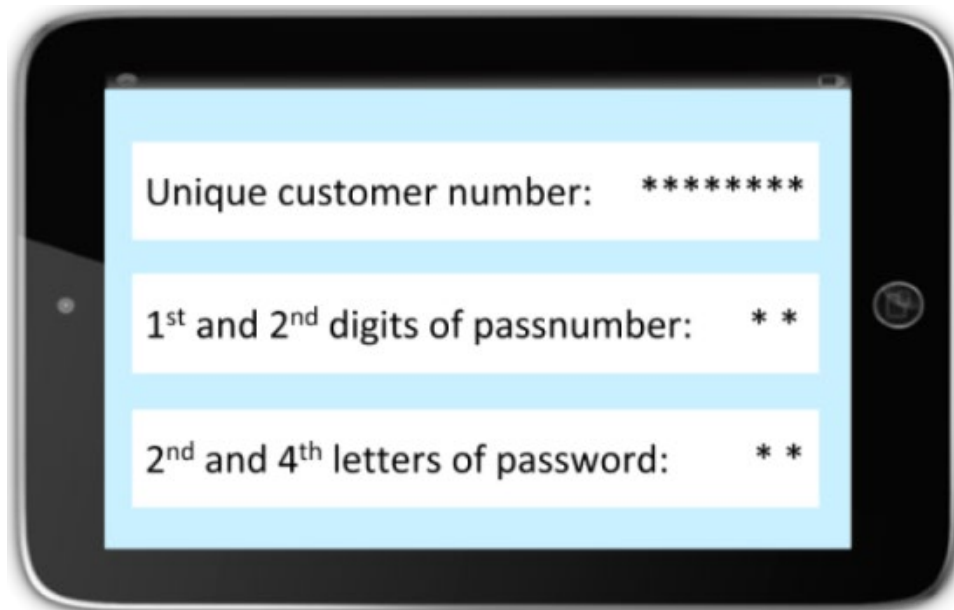 Unique customer number: ********
1st and 2nd digits of passnumber: * *
2nd and 4th letters of password: * *